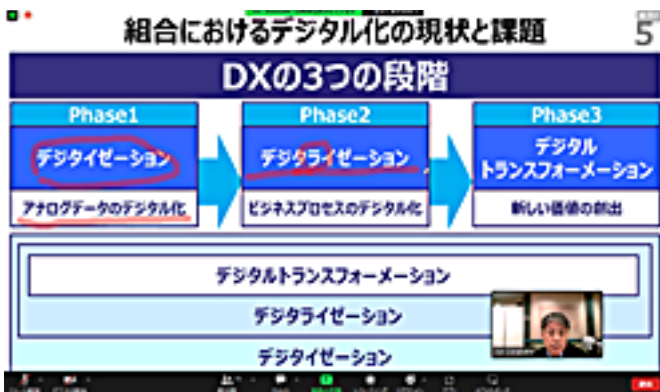 組合におけるデジタル化の現状と課題
5
DXの3つの段階
Phase1
Phase2
Phase3
デジタイゼーション
デジタライゼーション
デジタル
トランスフォーメーション
アナログデータのデジタル化
ビジネスプロセスのデジタル化
新しい価値の創出
デジタルトランスフォーメーション
デジタライゼーション
デジタイゼーション